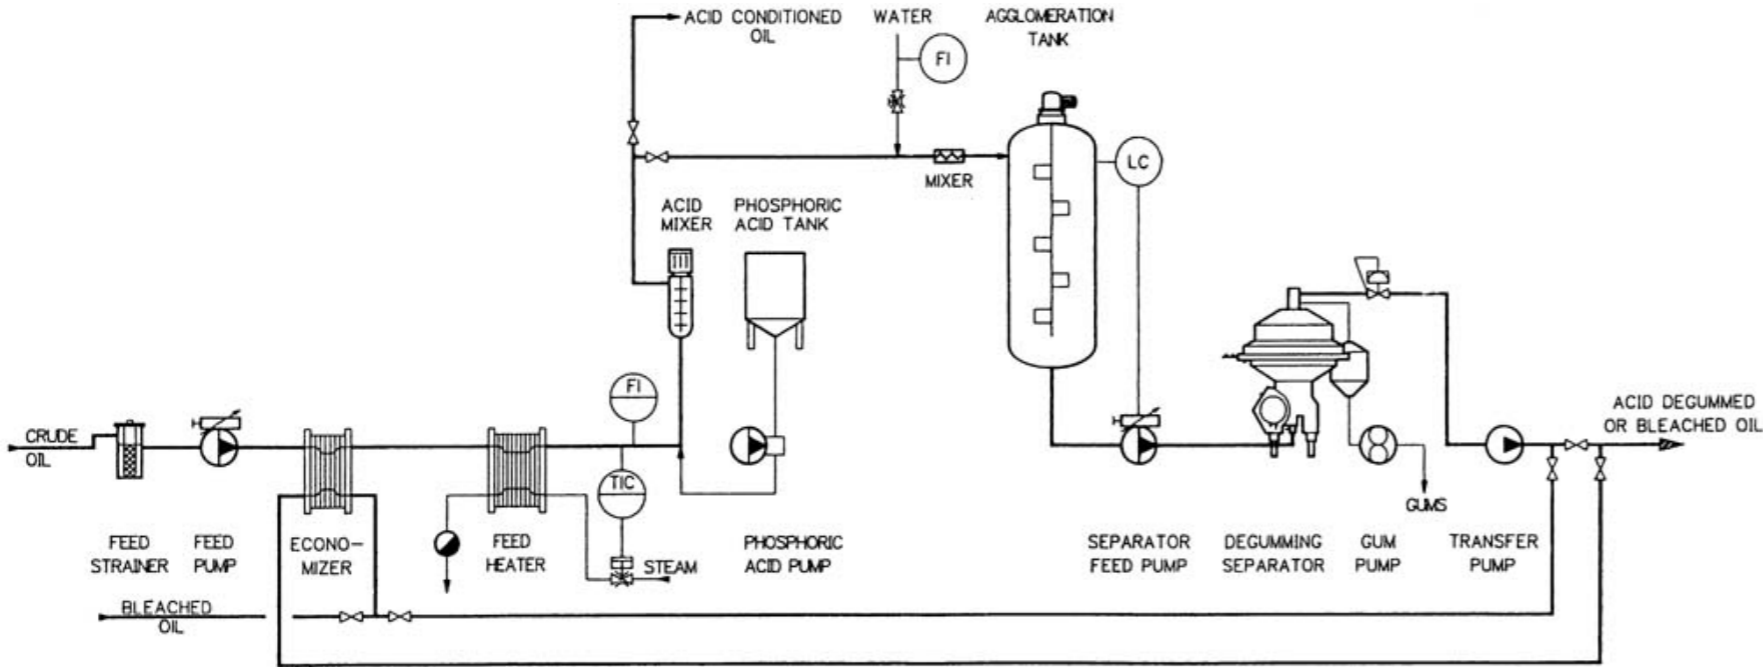 ACID CONDITIONED
OIL
WATER
AGGLOMERATION
TANK
FI
LC
MIXER
ACID
MIXER
PHOSPHORIC
ACID TANK
FI
CRUDE
OIL
TIC
ACID DEGUMMED
OR BLEACHED OIL
GUMS
FEED
STRAINER
FEED
PUMP
ECONO-
MIZER
FEED
HEATER
STEAM
PHOSPHORIC
ACID PUMP
SEPARATOR
FEED PUMP
DEGUMMING
SEPARATOR
GUM
PUMP
TRANSFER
PUMP
BLEACHED
OIL